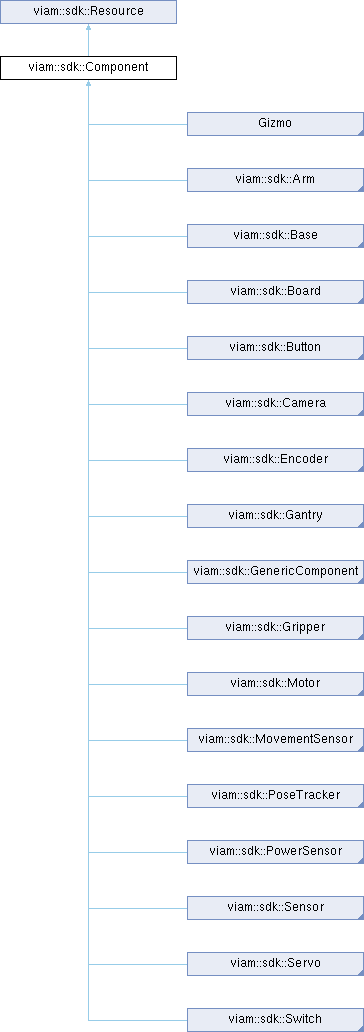 viam::sdk::Resource
viam::sdk::Component
Gizmo
viam::sdk::Arm
viam::sdk::Base
viam::sdk::Board
viam::sdk::Button
viam::sdk::Camera
viam::sdk::Encoder
viam::sdk::Gantry
viam::sdk::GenericComponent
viam::sdk::Gripper
viam::sdk::Motor
viam::sdk::MovementSensor
viam::sdk::PoseTracker
viam::sdk::PowerSensor
viam::sdk::Sensor
viam::sdk::Servo
viam::sdk::Switch